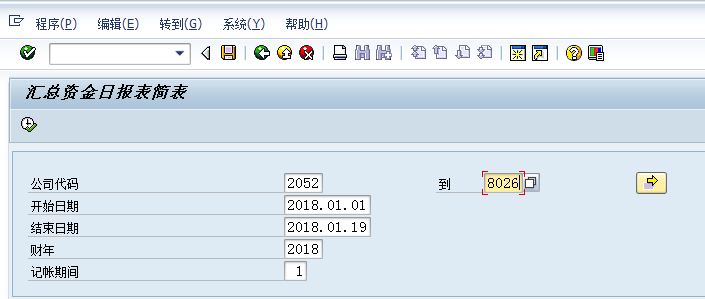 程序(P) 编辑(E) 转到(G) 系统(Y) 帮助(H)
汇总资金日报表简表
公司代码 2052 到 8026
开始日期 2018.01.01
结束日期 2018.01.19
财年 2018
记帐期间 1